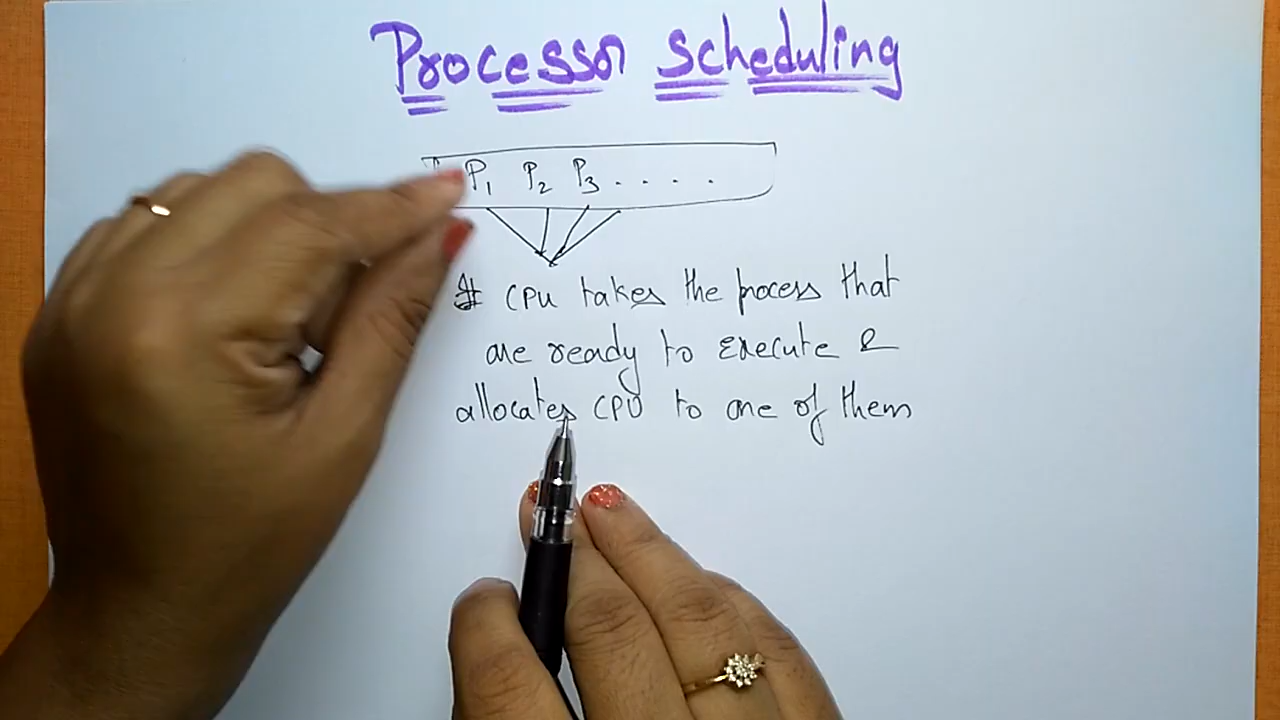 Processor scheduling
P1 P2 P3 . . . .
CPU takes the process that
are ready to execute &
allocates CPU to one of them